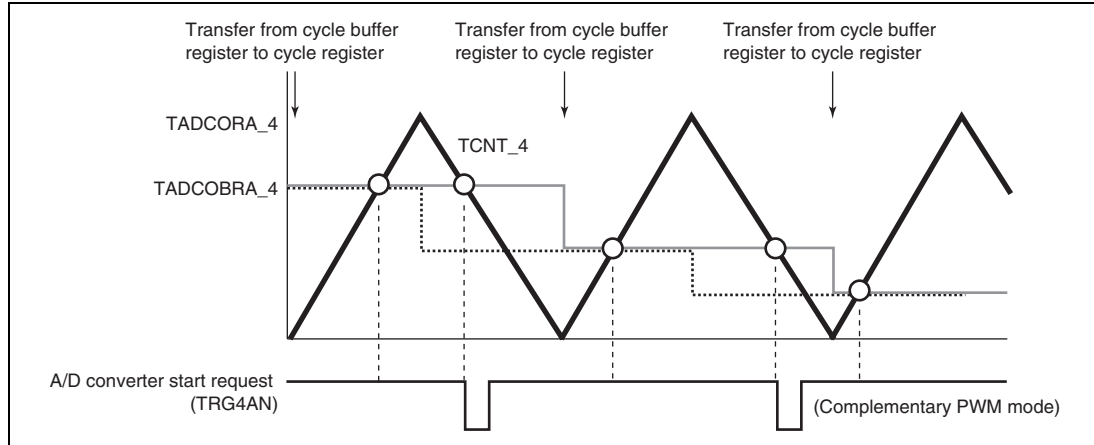 Transfer from cycle buffer
register to cycle register
Transfer from cycle buffer
register to cycle register
Transfer from cycle buffer
register to cycle register
TADCORA_4
TCNT_4
TADCOBRA_4
A/D converter start request
(TRG4AN)
(Complementary PWM mode)